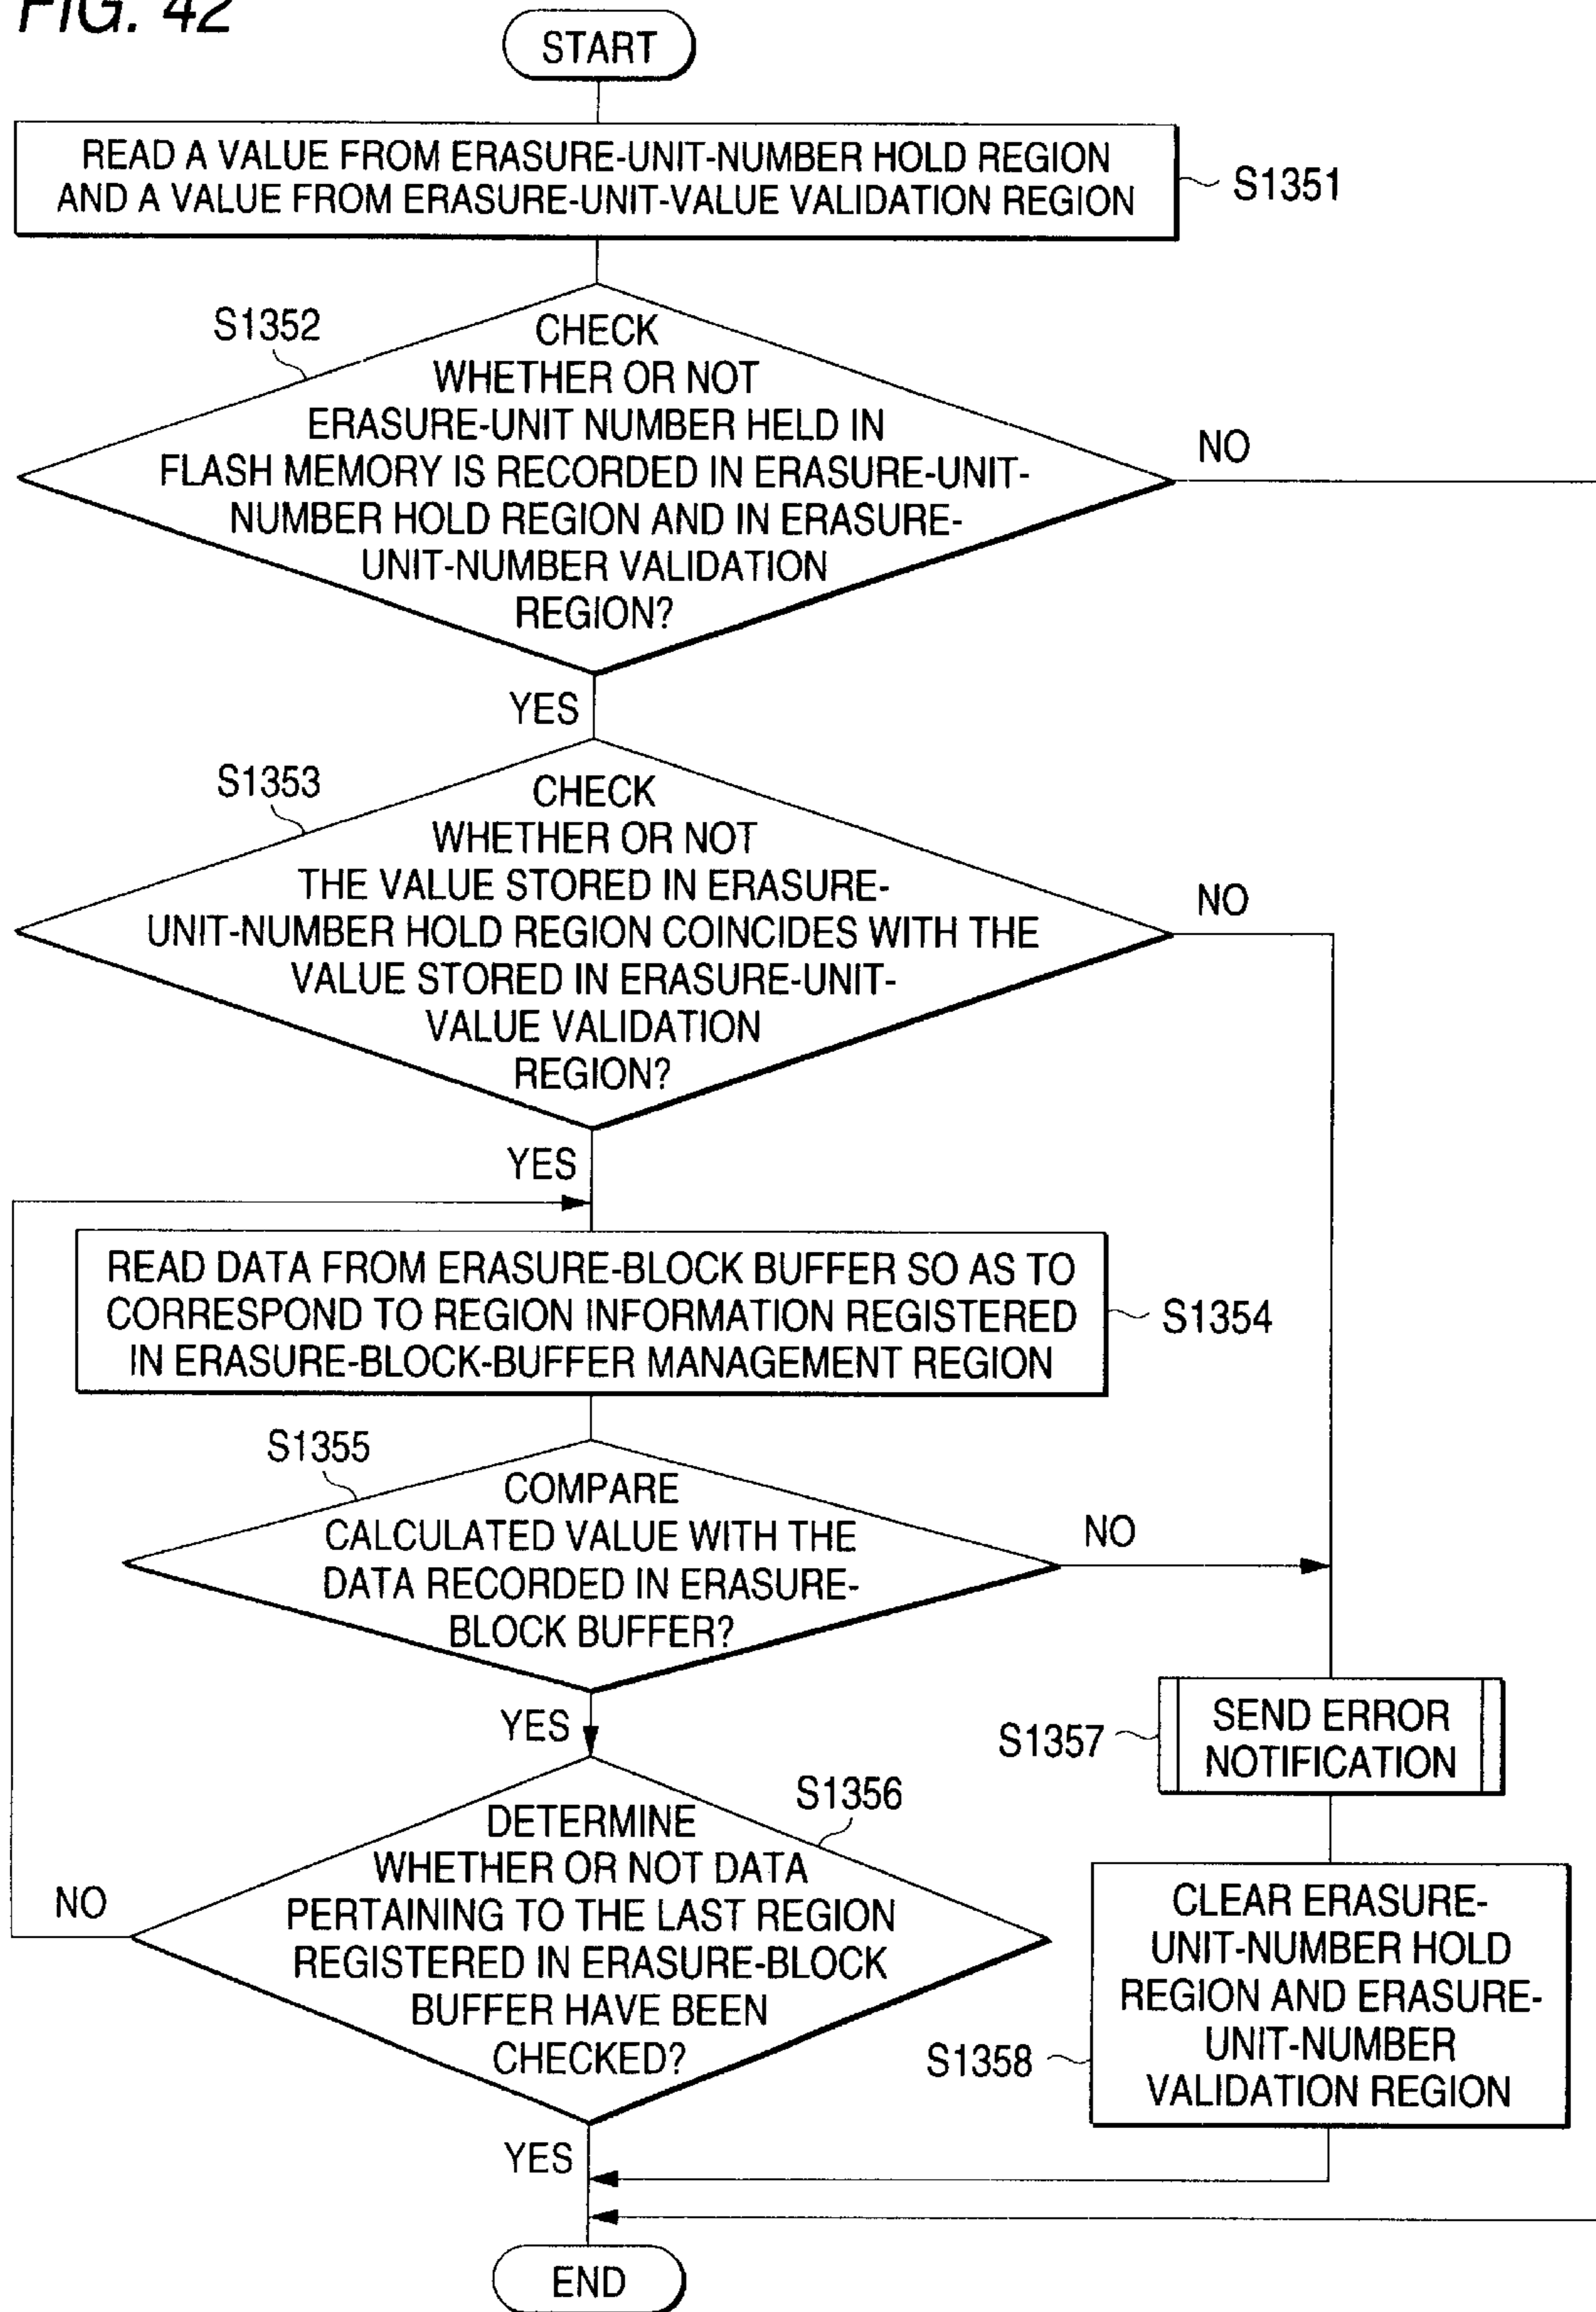 FIG. 42
START
READ A VALUE FROM ERASURE-UNIT-NUMBER HOLD REGION
AND A VALUE FROM ERASURE-UNIT-VALUE VALIDATION REGION
S1351
S1352
CHECK
WHETHER OR NOT
ERASURE-UNIT NUMBER HELD IN
FLASH MEMORY IS RECORDED IN ERASURE-UNIT-
NUMBER HOLD REGION AND IN ERASURE-
UNIT-NUMBER VALIDATION
REGION?
NO
YES
S1353
CHECK
WHETHER OR NOT
THE VALUE STORED IN ERASURE-
UNIT-NUMBER HOLD REGION COINCIDES WITH THE
VALUE STORED IN ERASURE-UNIT-
VALUE VALIDATION
REGION?
NO
YES
READ DATA FROM ERASURE-BLOCK BUFFER SO AS TO
CORRESPOND TO REGION INFORMATION REGISTERED
IN ERASURE-BLOCK-BUFFER MANAGEMENT REGION
S1354
S1355
COMPARE
CALCULATED VALUE WITH THE
DATA RECORDED IN ERASURE-
BLOCK BUFFER?
NO
YES
S1356
DETERMINE
WHETHER OR NOT DATA
PERTAINING TO THE LAST REGION
REGISTERED IN ERASURE-BLOCK
BUFFER HAVE BEEN
CHECKED?
NO
YES
S1357
SEND ERROR
NOTIFICATION
S1358
CLEAR ERASURE-
UNIT-NUMBER HOLD
REGION AND ERASURE-
UNIT-NUMBER
VALIDATION REGION
END